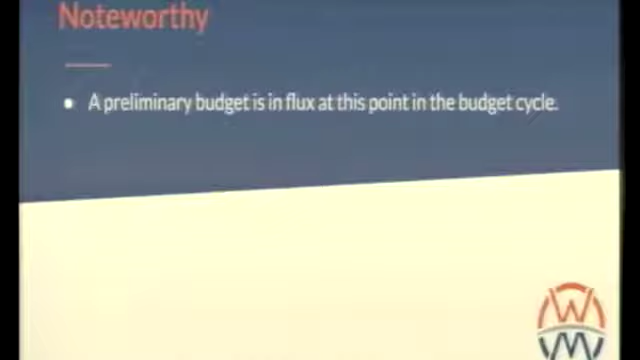 Noteworthy
A preliminary budget is in flux at this point in the budget cycle.
W
M